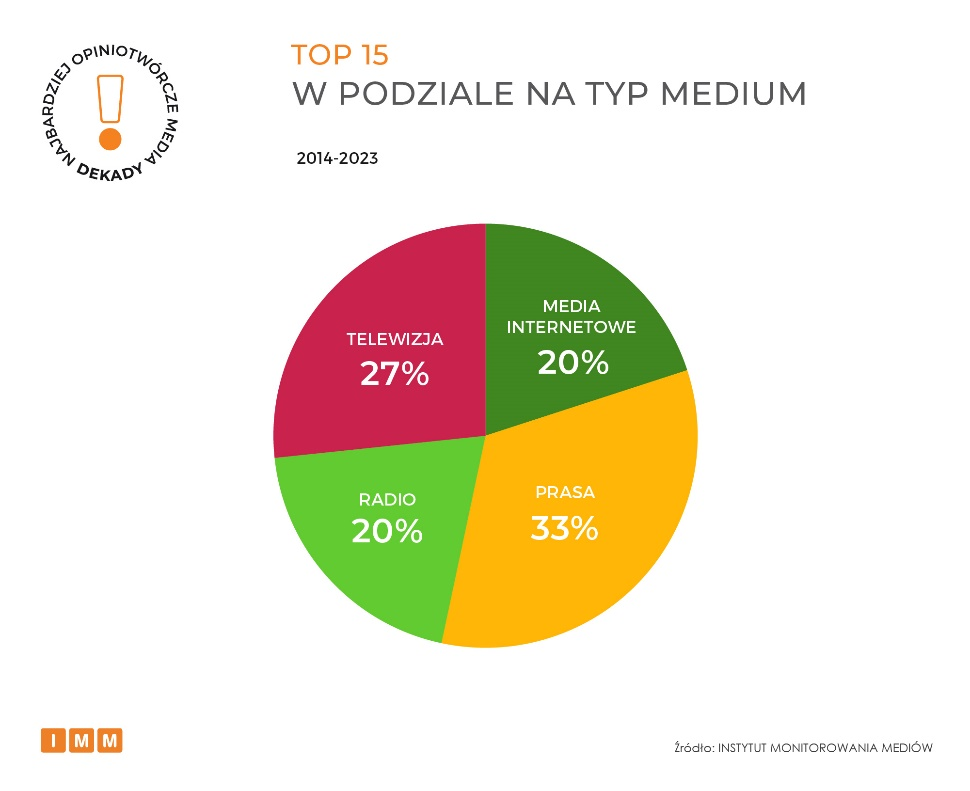 NAJBARDZIEJ OPINIOTWÓRCZE MEDIA DEKADY
TOP 15
W PODZIALE NA TYP MEDIUM
2014-2023
MEDIA
INTERNETOWE
20%
TELEWIZJA
27%
PRASA
33%
RADIO
20%
IMM
Źródło: INSTYTUT MONITOROWANIA MEDIÓW